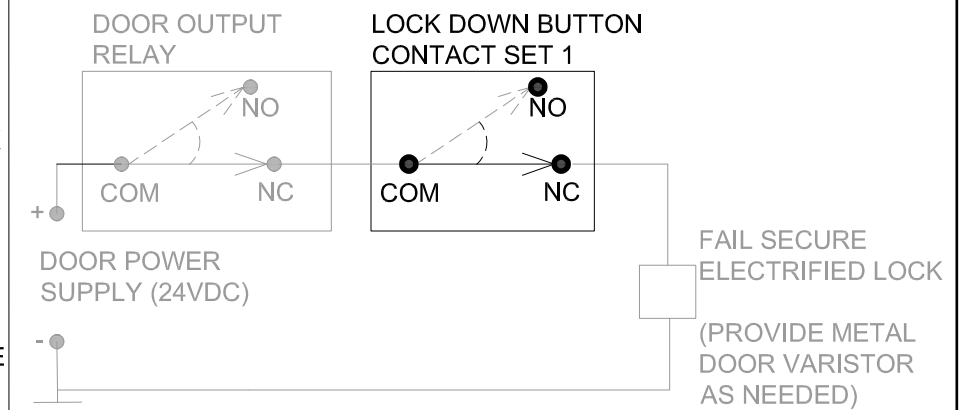 DOOR OUTPUT
RELAY
LOCK DOWN BUTTON
CONTACT SET 1
NO
NO
COM
NC
COM
NC
+
DOOR POWER
SUPPLY (24VDC)
-
FAIL SECURE
ELECTRIFIED LOCK
(PROVIDE METAL
DOOR VARISTOR
AS NEEDED)